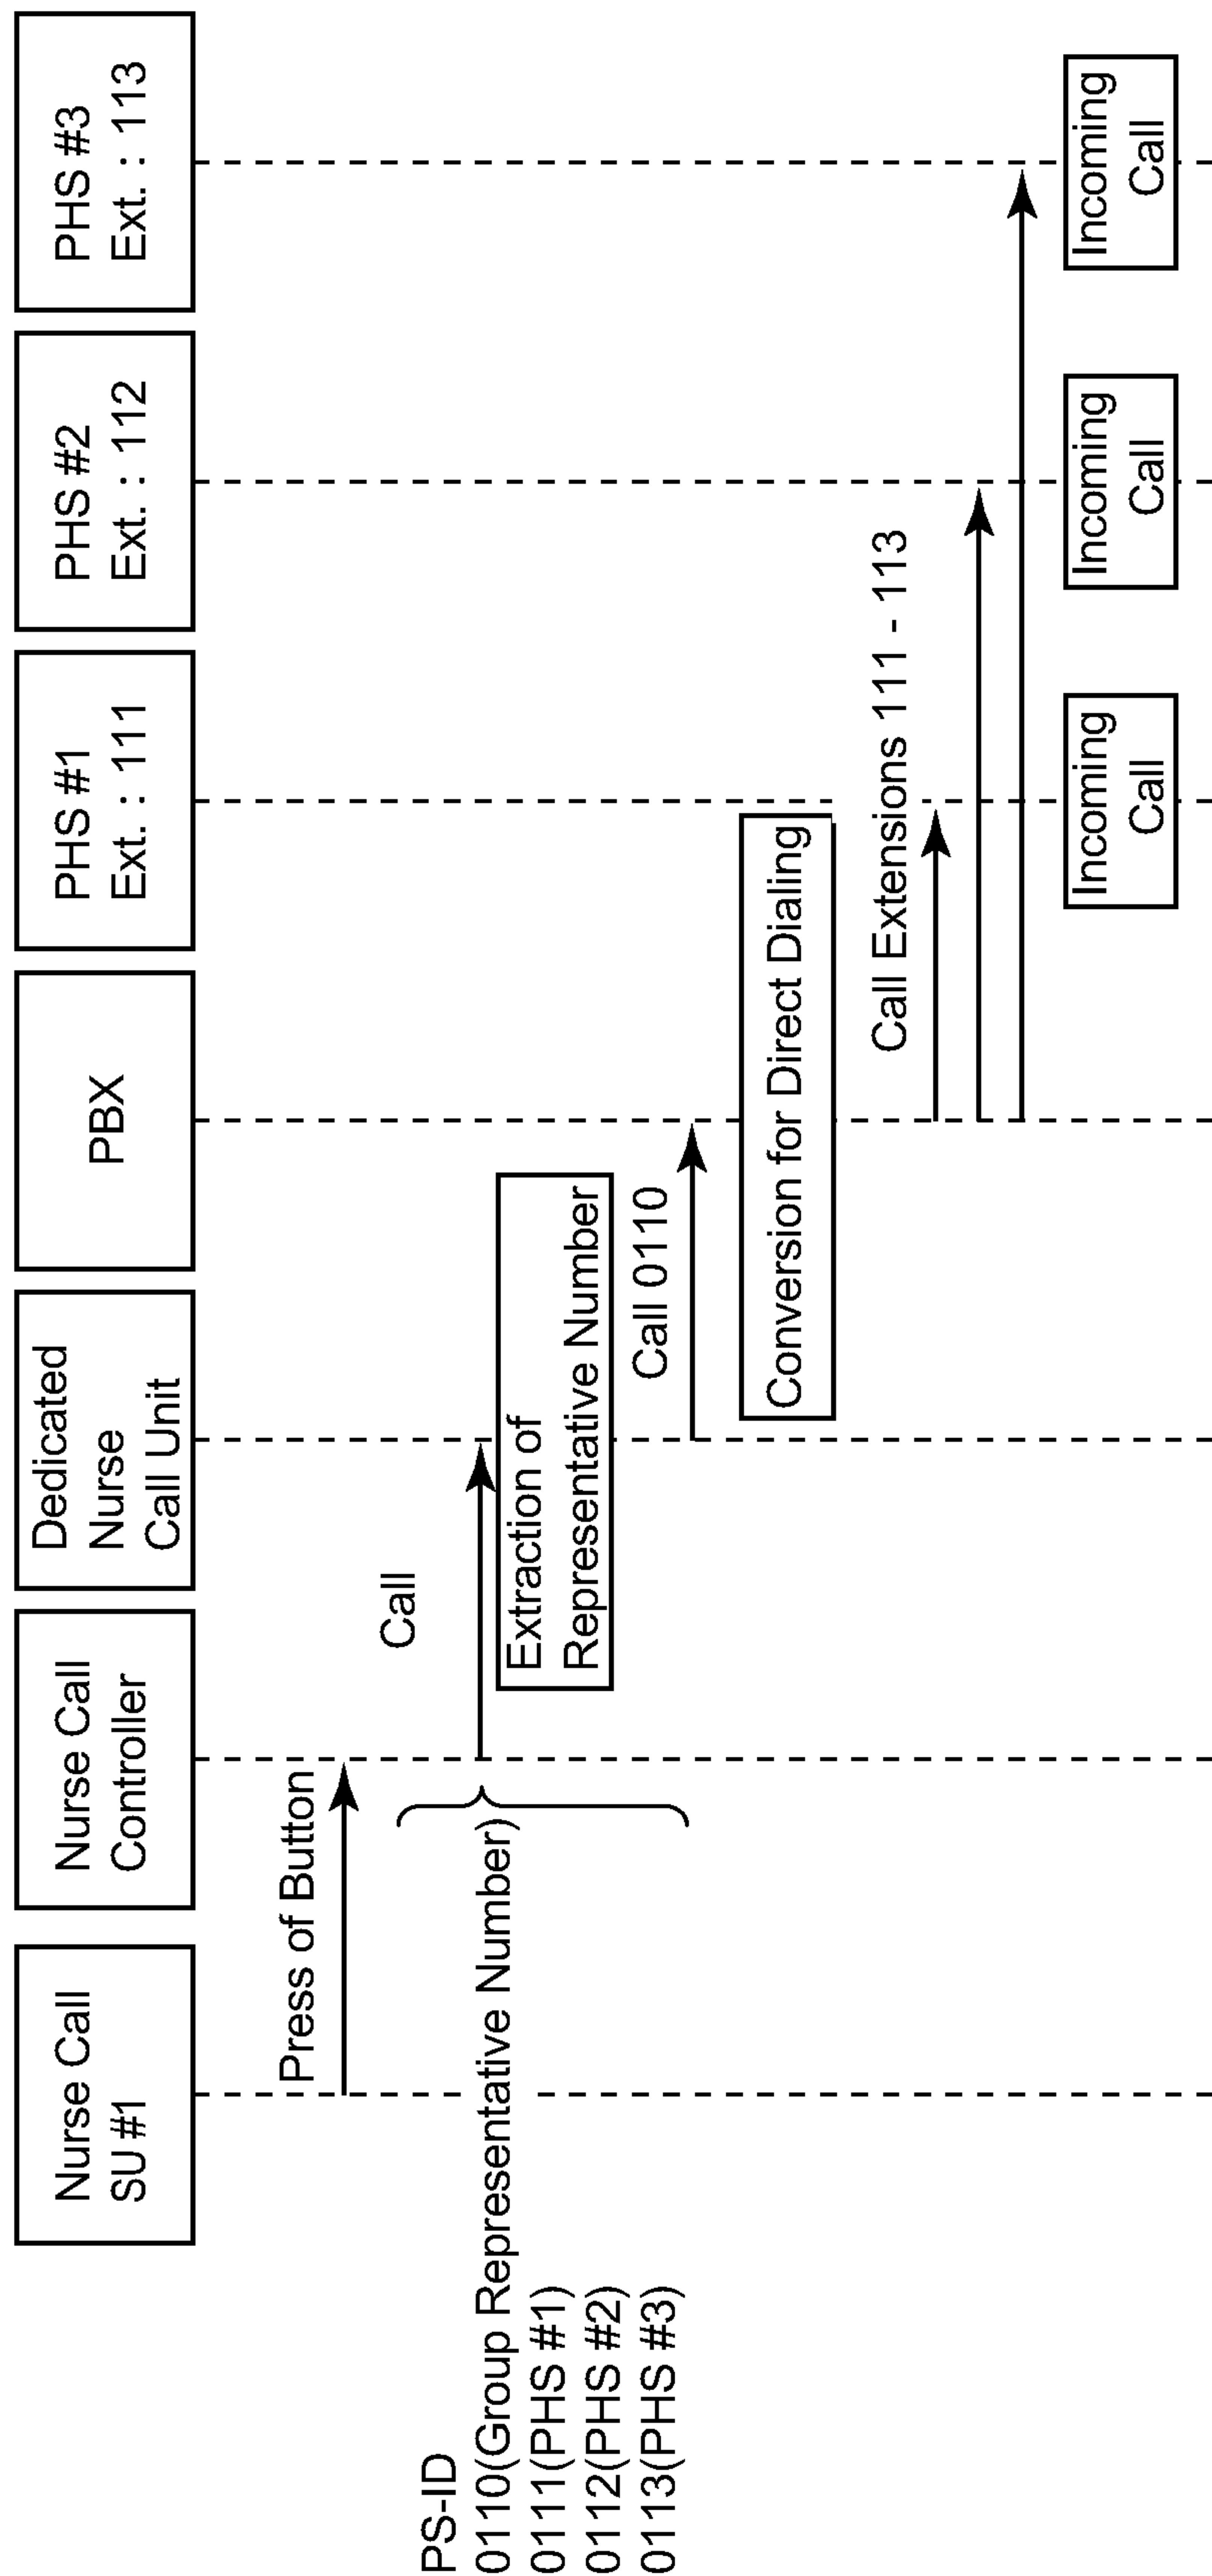 Nurse Call
SU #1
Nurse Call
Controller
Dedicated
Nurse
Call Unit
PBX
PHS #1
Ext. : 111
PHS #2
Ext. : 112
PHS #3
Ext. : 113
Press of Button
Call
PS-ID
0110(Group Representative Number)
0111(PHS #1)
0112(PHS #2)
0113(PHS #3)
Extraction of
Representative Number
Call 0110
Conversion for Direct Dialing
Call Extensions 111 - 113
Incoming
Call
Incoming
Call
Incoming
Call